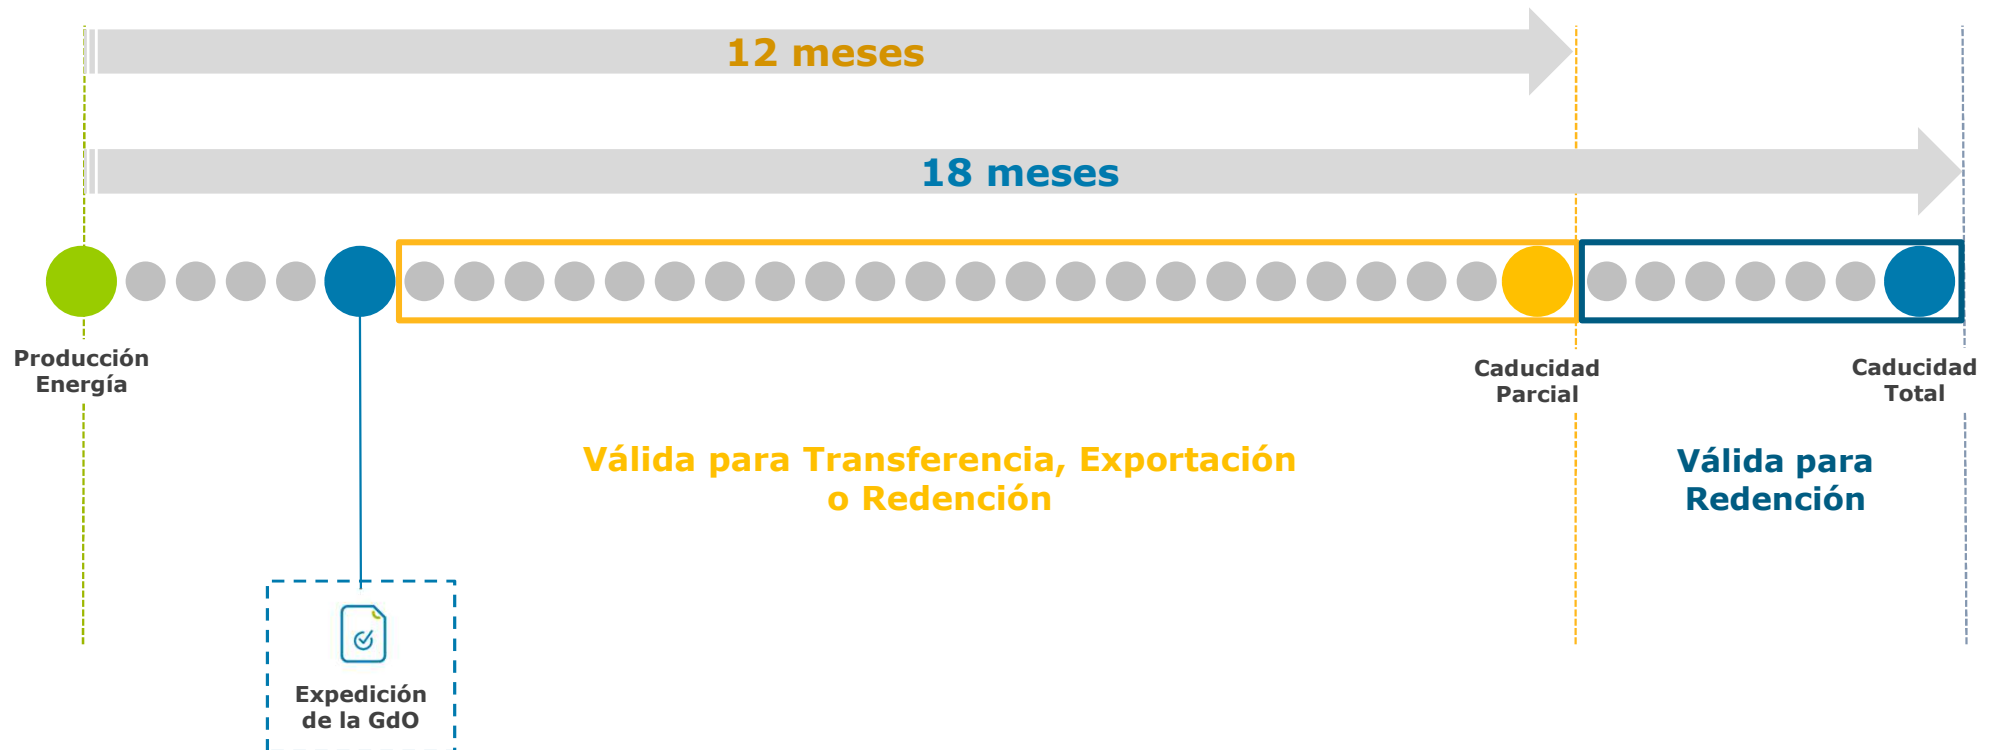 12 meses
18 meses
Producción
Energía
Caducidad
Parcial
Caducidad
Total
Válida para Transferencia, Exportación
o Redención
Válida para
Redención
Expedición
de la GdO